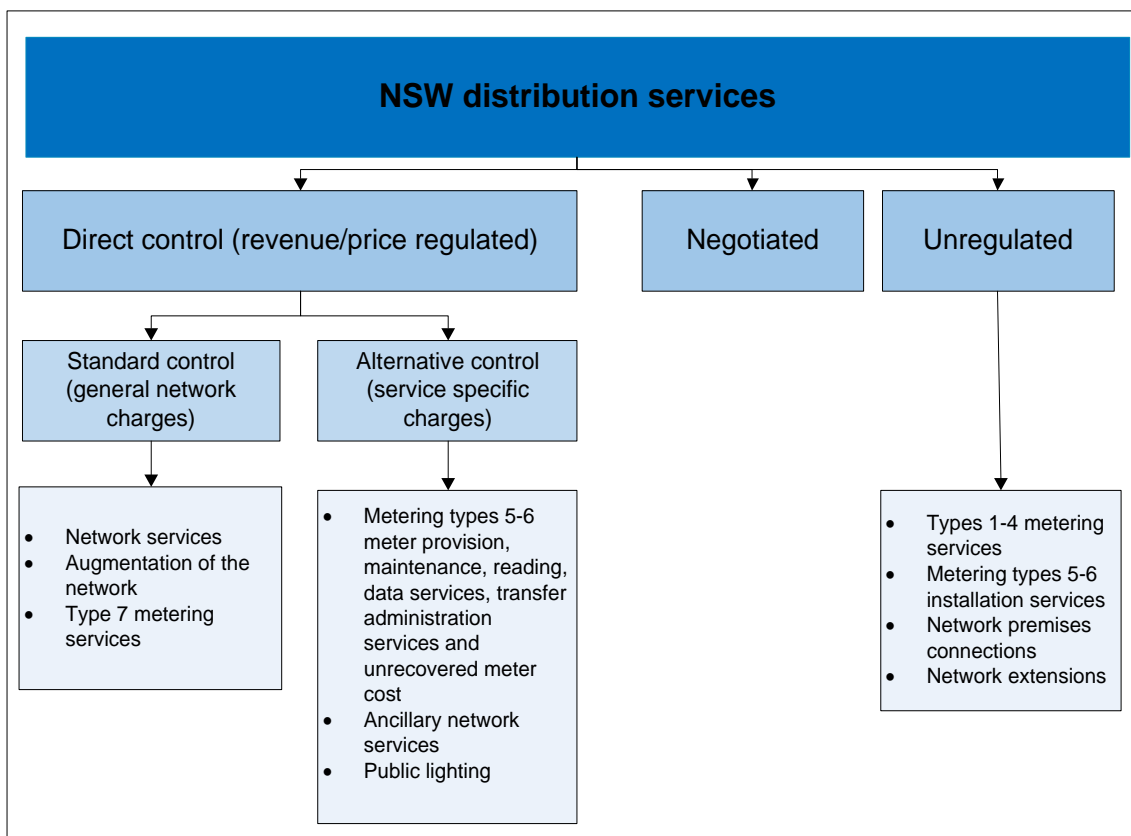 NSW distribution services
Direct control (revenue/price regulated)
Negotiated
Unregulated
Standard control
(general network
charges)
Alternative control
(service specific
charges)
• Network services
• Augmentation of the
network
• Type 7 metering
services
• Metering types 5-6
meter provision,
maintenance, reading,
data services, transfer
administration
services and
unrecovered meter
cost
• Ancillary network
services
• Public lighting
• Types 1-4 metering
services
• Metering types 5-6
installation services
• Network premises
connections
• Network extensions